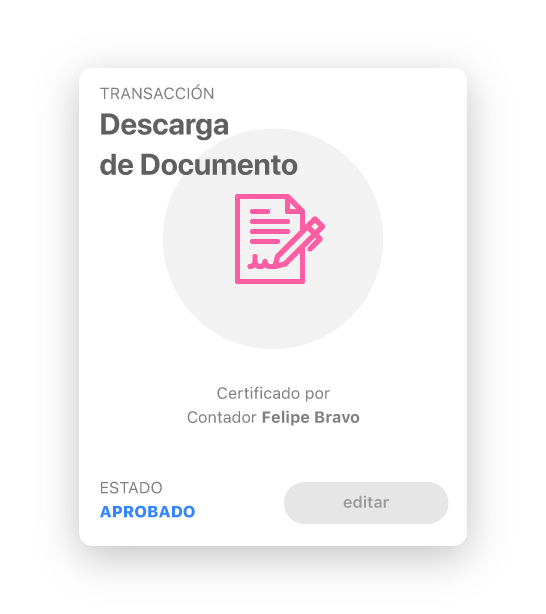 TRANSACCIÓN
Descarga
de Documento
Certificado por
Contador Felipe Bravo
ESTADO
APROBADO
editar